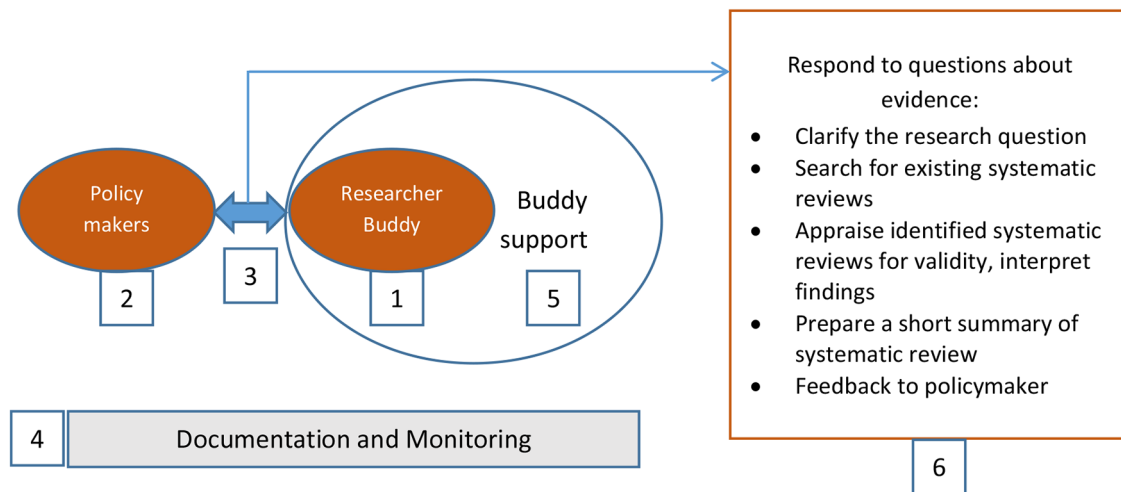 Policy
makers
2
3
Researcher
Buddy
1
Buddy
support
5
4
Documentation and Monitoring
Respond to questions about
evidence:
• Clarify the research question
• Search for existing systematic
reviews
• Appraise identified systematic
reviews for validity, interpret
findings
• Prepare a short summary of
systematic review
• Feedback to policymaker
6